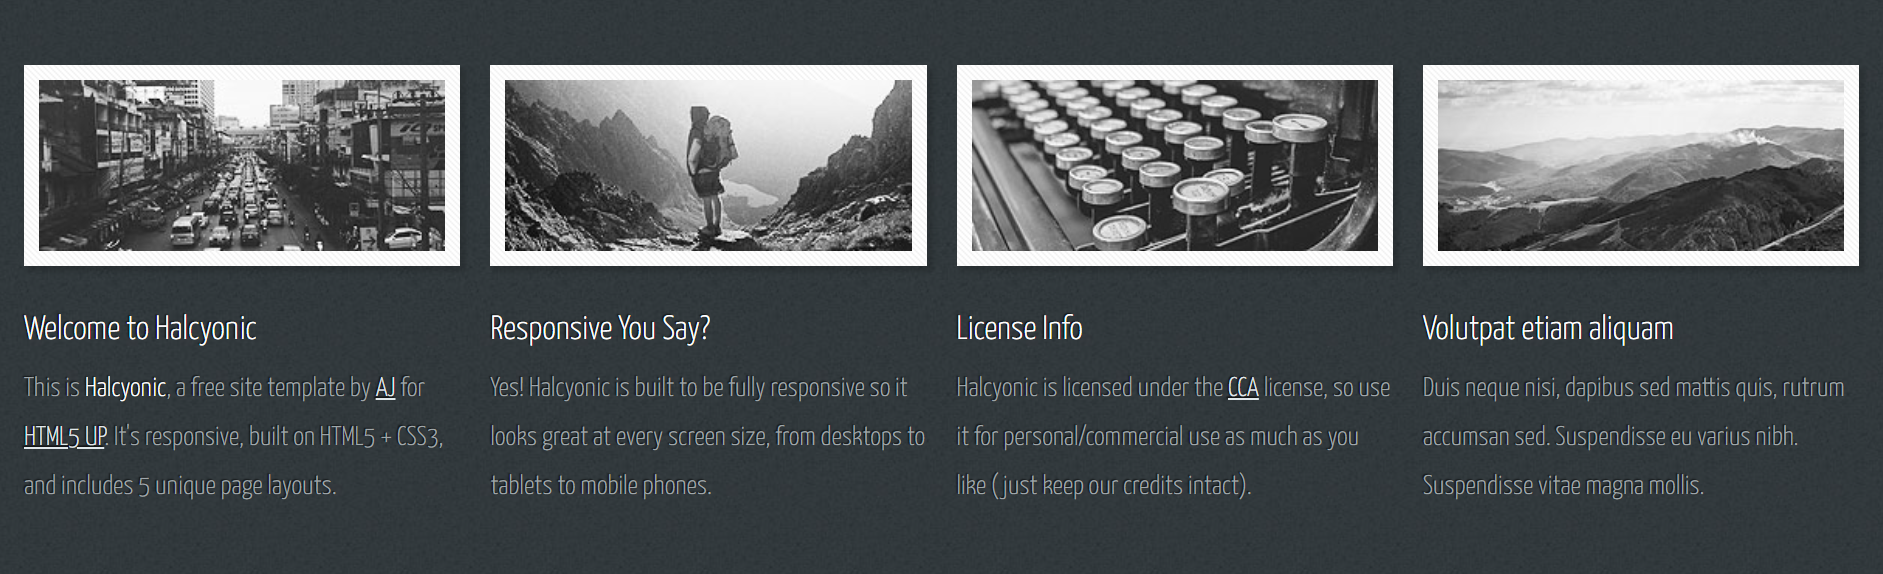 Welcome to Halcyonic
This is Halcyonic, a free site template by AJ for
HTML5 UP. It's responsive, built on HTML5 + CSS3,
and includes 5 unique page layouts.
Responsive You Say?
Yes! Halcyonic is built to be fully responsive so it
looks great at every screen size, from desktops to
tablets to mobile phones.
License Info
Halcyonic is licensed under the CCA license, so use
it for personal/commercial use as much as you
like (just keep our credits intact).
Volutpat etiam aliquam
Duis neque nisi, dapibus sed mattis quis, rutrum
accumsan sed. Suspendisse eu varius nibh.
Suspendisse vitae magna mollis.